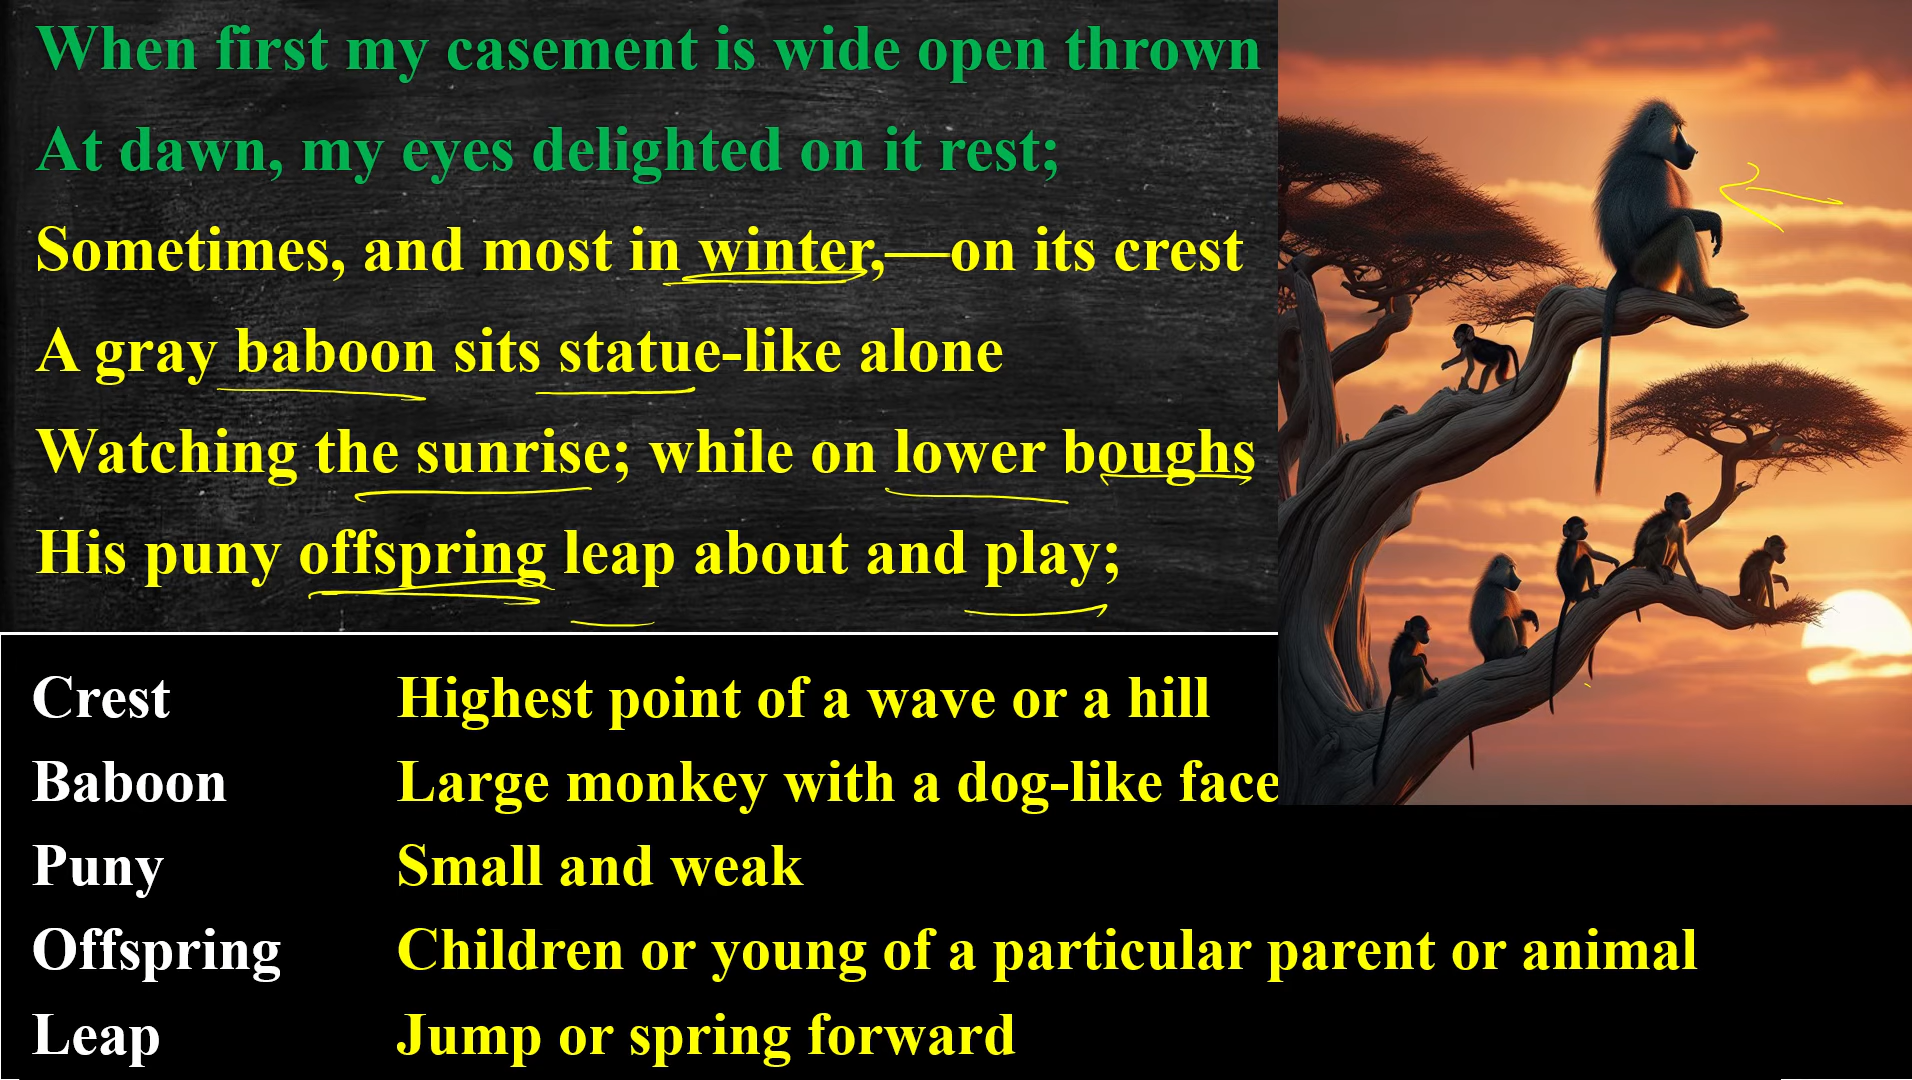 When first my casement is wide open thrown
At dawn, my eyes delighted on it rest;
Sometimes, and most in winter,—on its crest
A gray baboon sits statue-like alone
Watching the sunrise; while on lower boughs
His puny offspring leap about and play;
Crest Highest point of a wave or a hill
Baboon Large monkey with a dog-like face
Puny Small and weak
Offspring Children or young of a particular parent or animal
Leap Jump or spring forward